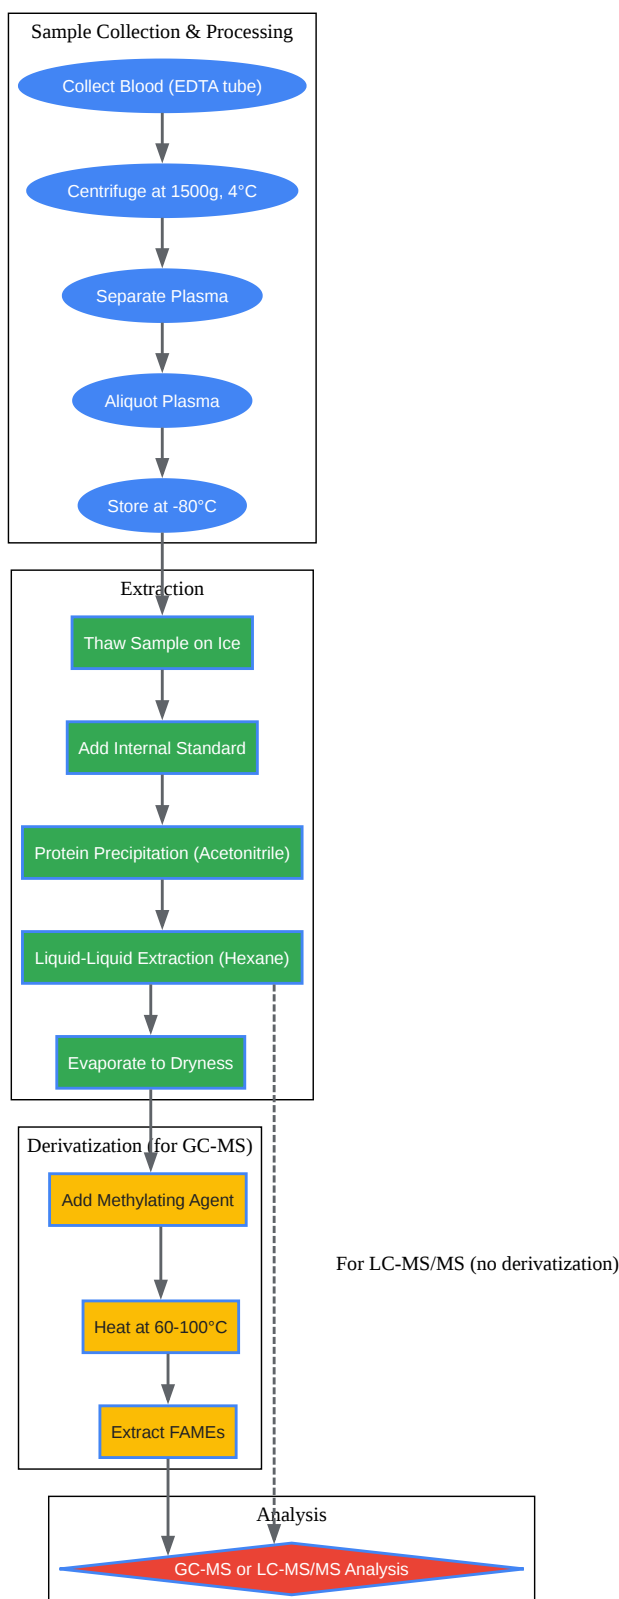 Sample Collection & Processing
Collect Blood (EDTA tube)
Centrifuge at 1500g, 4°C
Separate Plasma
Aliquot Plasma
Store at -80°C
Extraction
Thaw Sample on Ice
Add Internal Standard
Protein Precipitation (Acetonitrile)
Liquid-Liquid Extraction (Hexane)
Evaporate to Dryness
Derivatization (for GC-MS)
Add Methylating Agent
For LC-MS/MS (no derivatization)
Heat at 60-100°C
Extract FAMEs
Analysis
GC-MS or LC-MS/MS Analysis